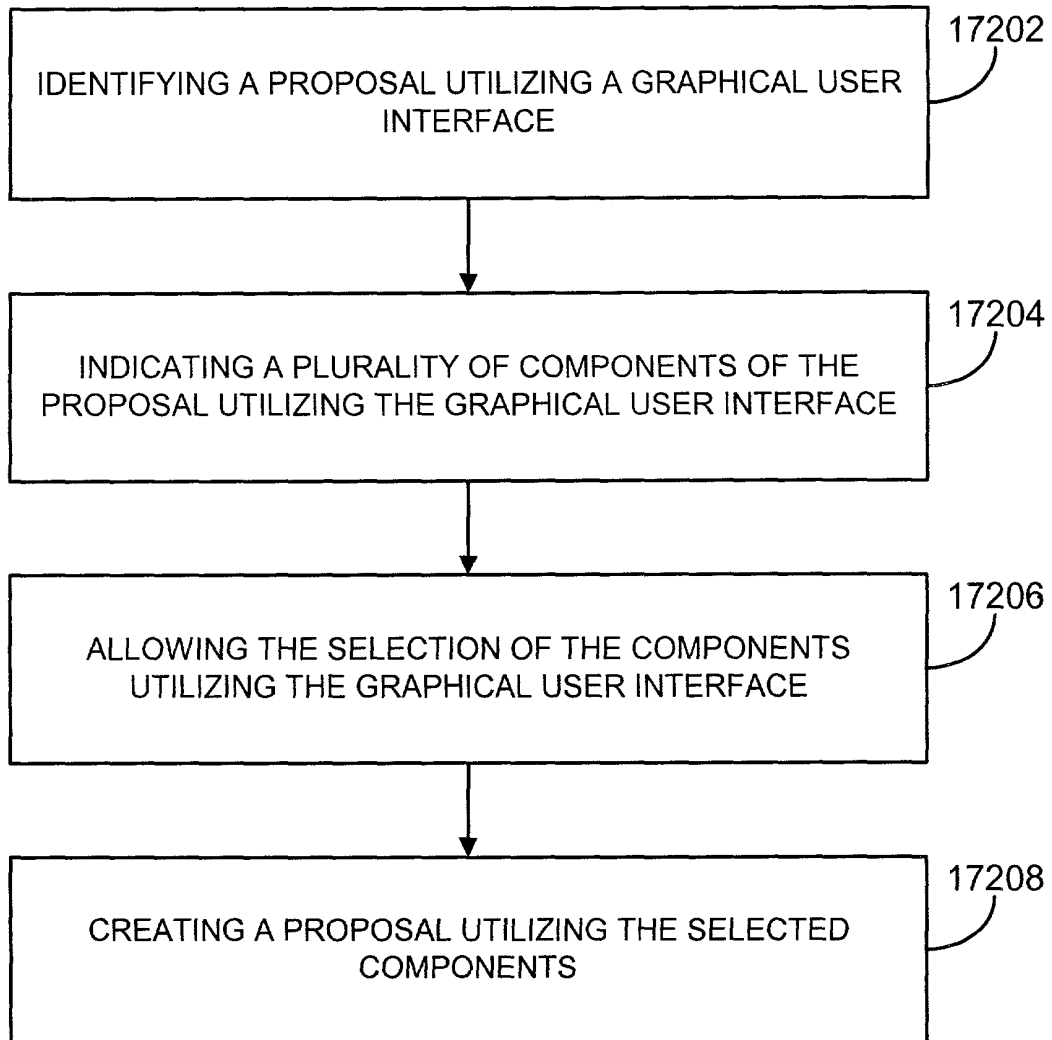 17202
IDENTIFYING A PROPOSAL UTILIZING A GRAPHICAL USER
INTERFACE
17204
INDICATING A PLURALITY OF COMPONENTS OF THE
PROPOSAL UTILIZING THE GRAPHICAL USER INTERFACE
17206
ALLOWING THE SELECTION OF THE COMPONENTS
UTILIZING THE GRAPHICAL USER INTERFACE
17208
CREATING A PROPOSAL UTILIZING THE SELECTED
COMPONENTS